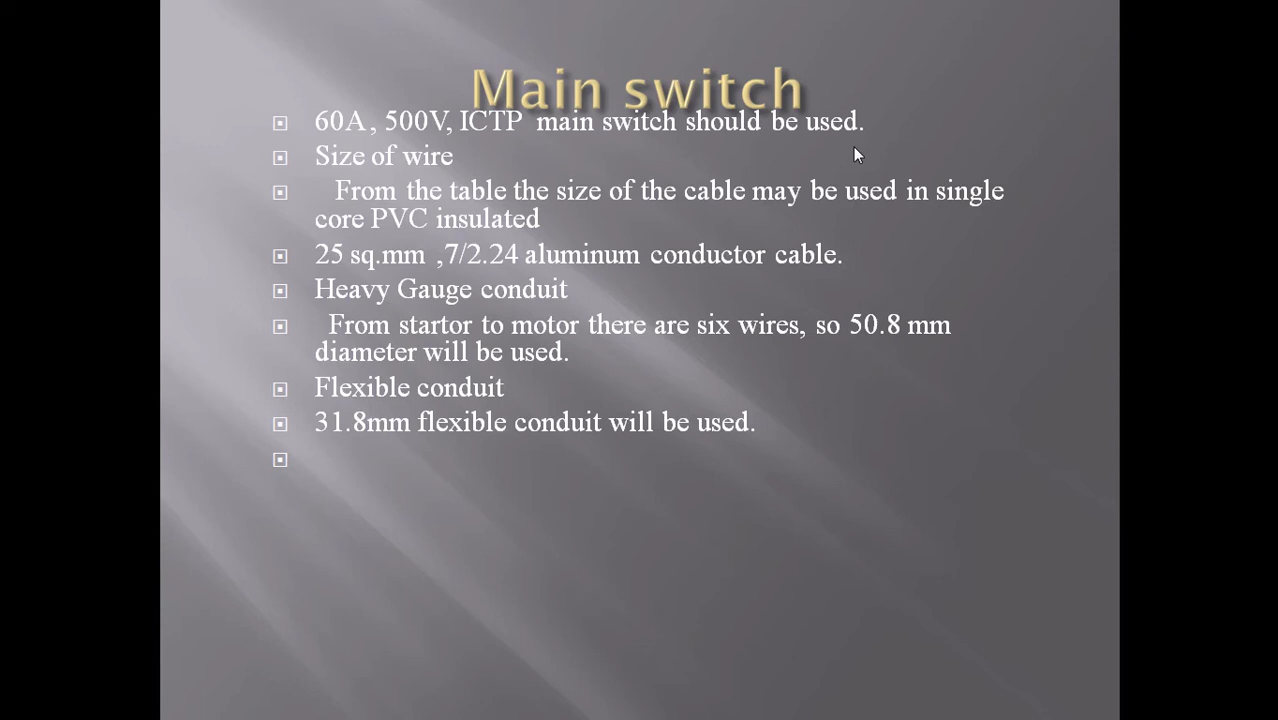 Main switch
60A , 500V, ICTP main switch should be used.
Size of wire
From the table the size of the cable may be used in single
core PVC insulated
25 sq.mm ,7/2.24 aluminum conductor cable.
Heavy Gauge conduit
From startor to motor there are six wires, so 50.8 mm
diameter will be used.
Flexible conduit
31.8mm flexible conduit will be used.